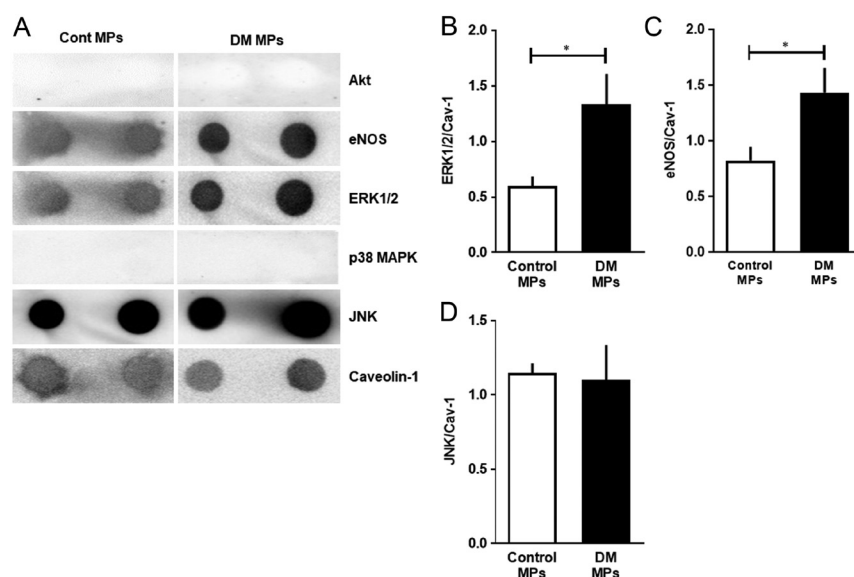 A
Cont MPs
DM MPs
Akt
eNOS
ERK1/2
p38 MAPK
JNK
Caveolin-1
B
ERK1/2/Cav-1
2.0
1.5
1.0
0.5
0.0
*
Control
MPs
DM
MPs
C
eNOS/Cav-1
2.0
1.5
1.0
0.5
0.0
*
Control
MPs
DM
MPs
D
JNK/Cav-1
1.5
1.0
0.5
0.0
Control
MPs
DM
MPs